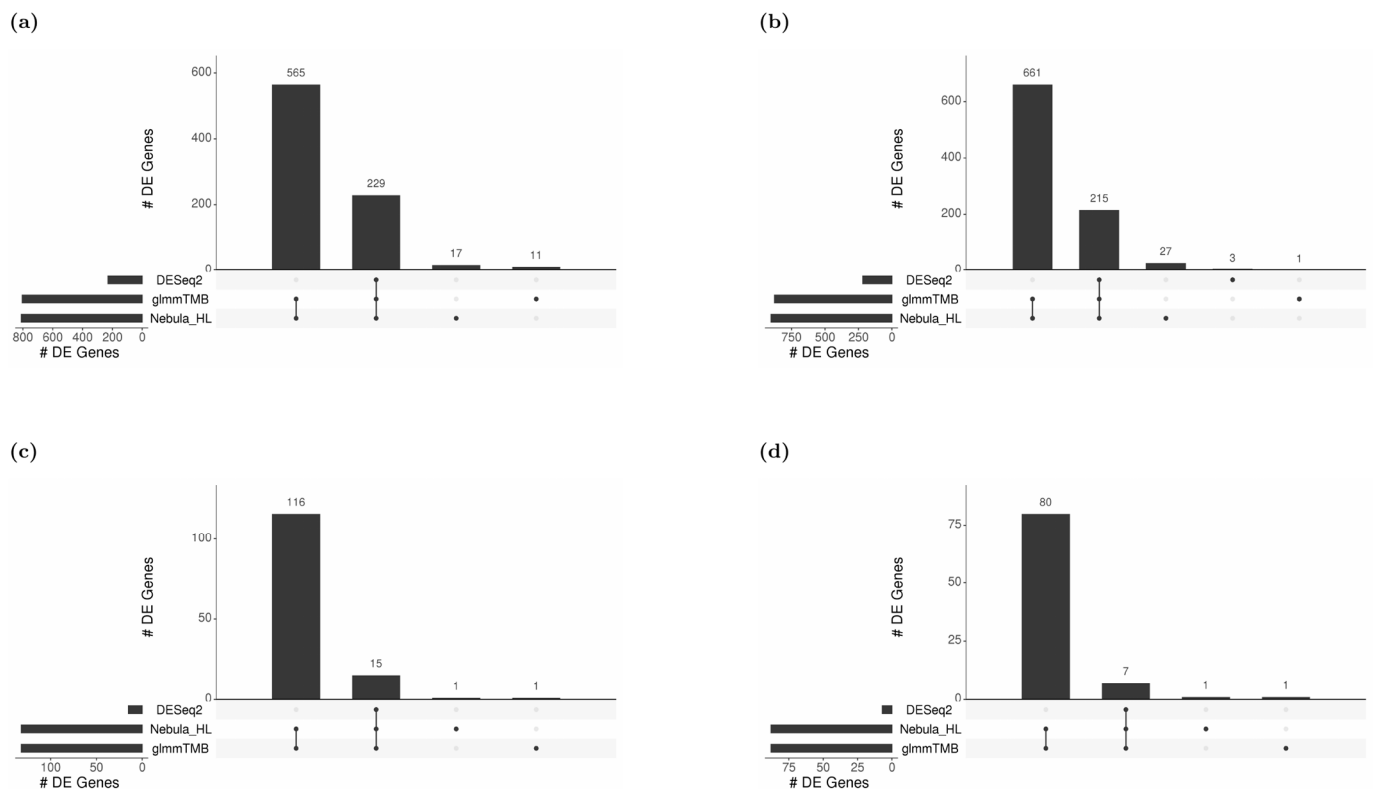 (a)
600
400
200
0
# DE Genes
565
229
17
11
DESeq2
glmmTMB
Nebula_HL
800 600 400 200 0
# DE Genes
(b)
600
400
200
0
# DE Genes
661
215
27
3
1
DESeq2
glmmTMB
Nebula_HL
750 500 250 0
# DE Genes
(c)
100
50
0
# DE Genes
116
15
1
1
DESeq2
Nebula_HL
glmmTMB
100 50 0
# DE Genes
(d)
75
50
25
0
# DE Genes
80
7
1
1
DESeq2
Nebula_HL
glmmTMB
75 50 25 0
# DE Genes